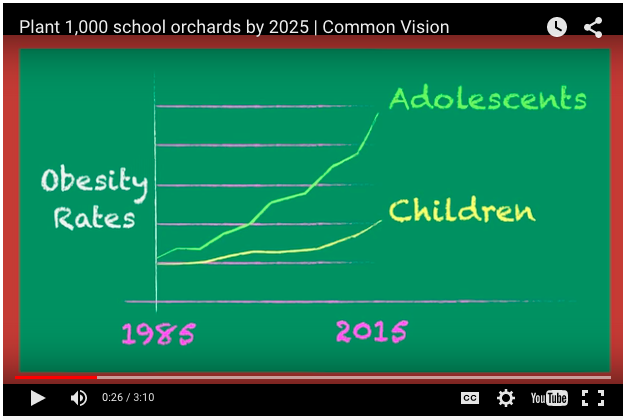 Plant 1,000 school orchards by 2025 | Common Vision
Adolescents
Obesity
Rates
Children
1985
2015
0:26 / 3:10
CC
YouTube